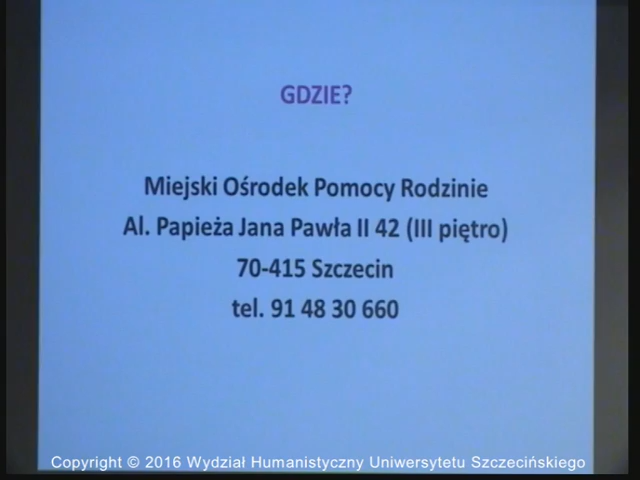 GDZIE?
Miejski Ośrodek Pomocy Rodzinie
Al. Papieża Jana Pawła II 42 (III piętro)
70-415 Szczecin
tel. 91 48 30 660
Copyright © 2016 Wydział Humanistyczny Uniwersytetu Szczecińskiego